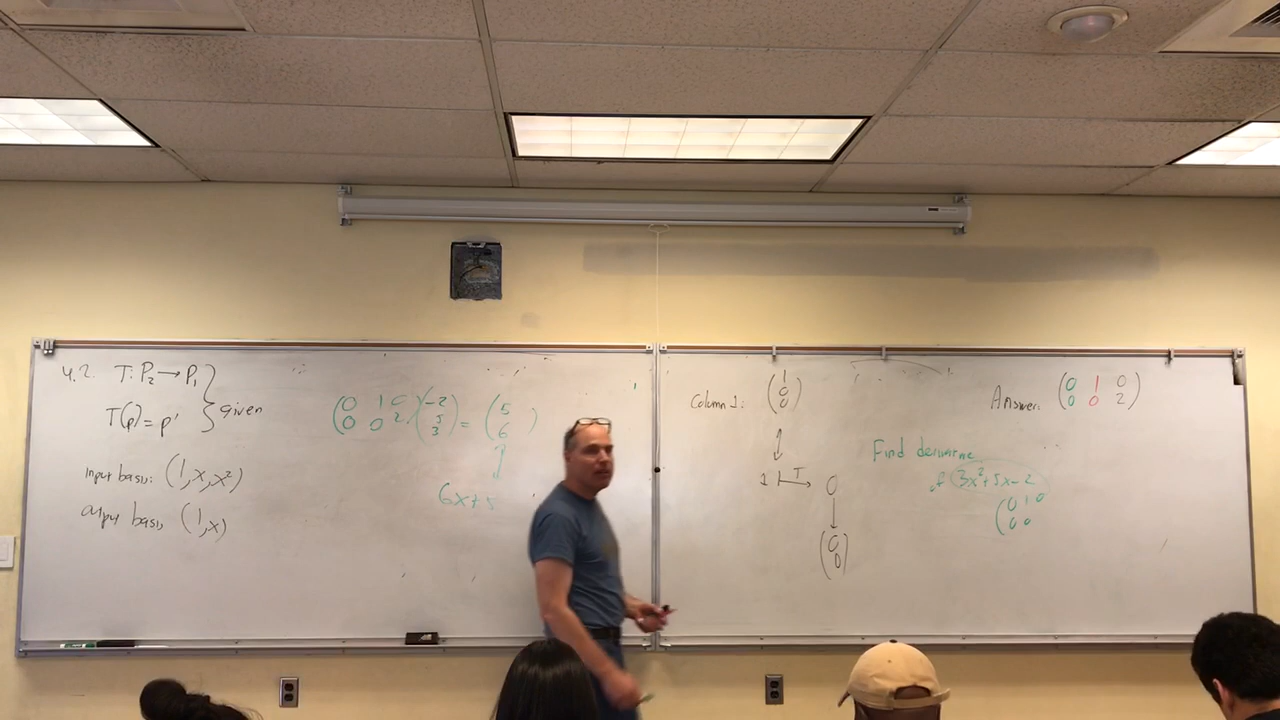 4.2. T: P₂ → P₁
T(p) = p'
} given
input basis: (1, x, x²)
output basis (1, x)
(0 1 0
0 0 2) (-2
5
3) = (5
6)
6x+5
Column 1: (1
0
0)
1 ↦ T 0
(0
0)
Answer: (0 1 0
0 0 2)
Find derivative
of 3x²+5x-2
(0 1 0
0 0